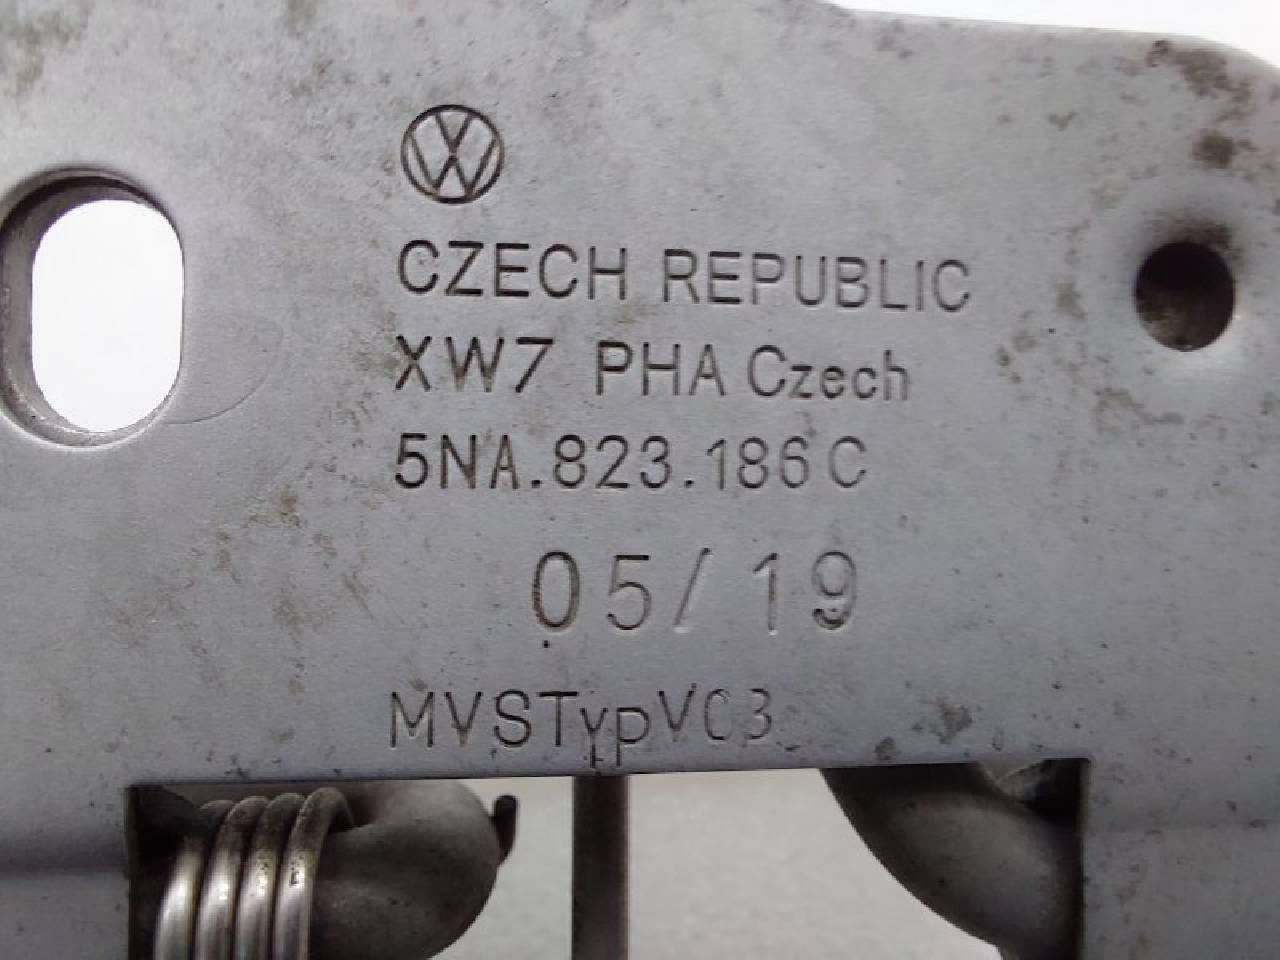 CZECH REPUBLIC
XW7 PHA Czech
5NA.823.186 C
05/19
MVSTypV03